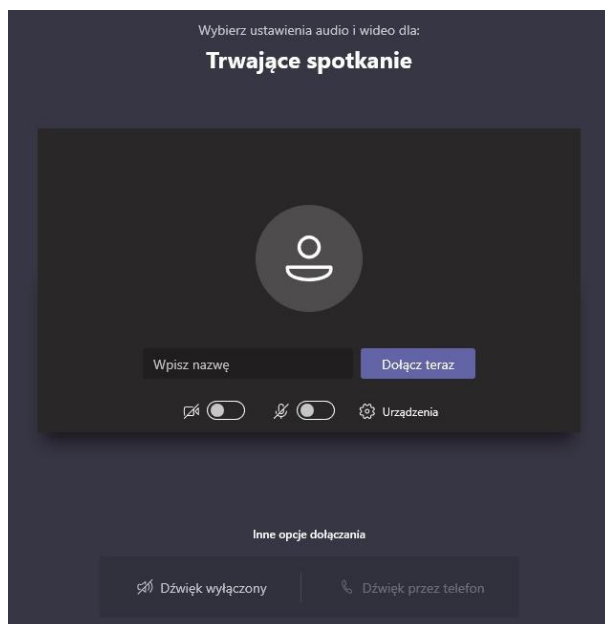 Wybierz ustawienia audio i wideo dla:
Trwające spotkanie
Wpisz nazwę
Dołącz teraz
Urządzenia
Inne opcje dołączania
Dźwięk wyłączony
Dźwięk przez telefon